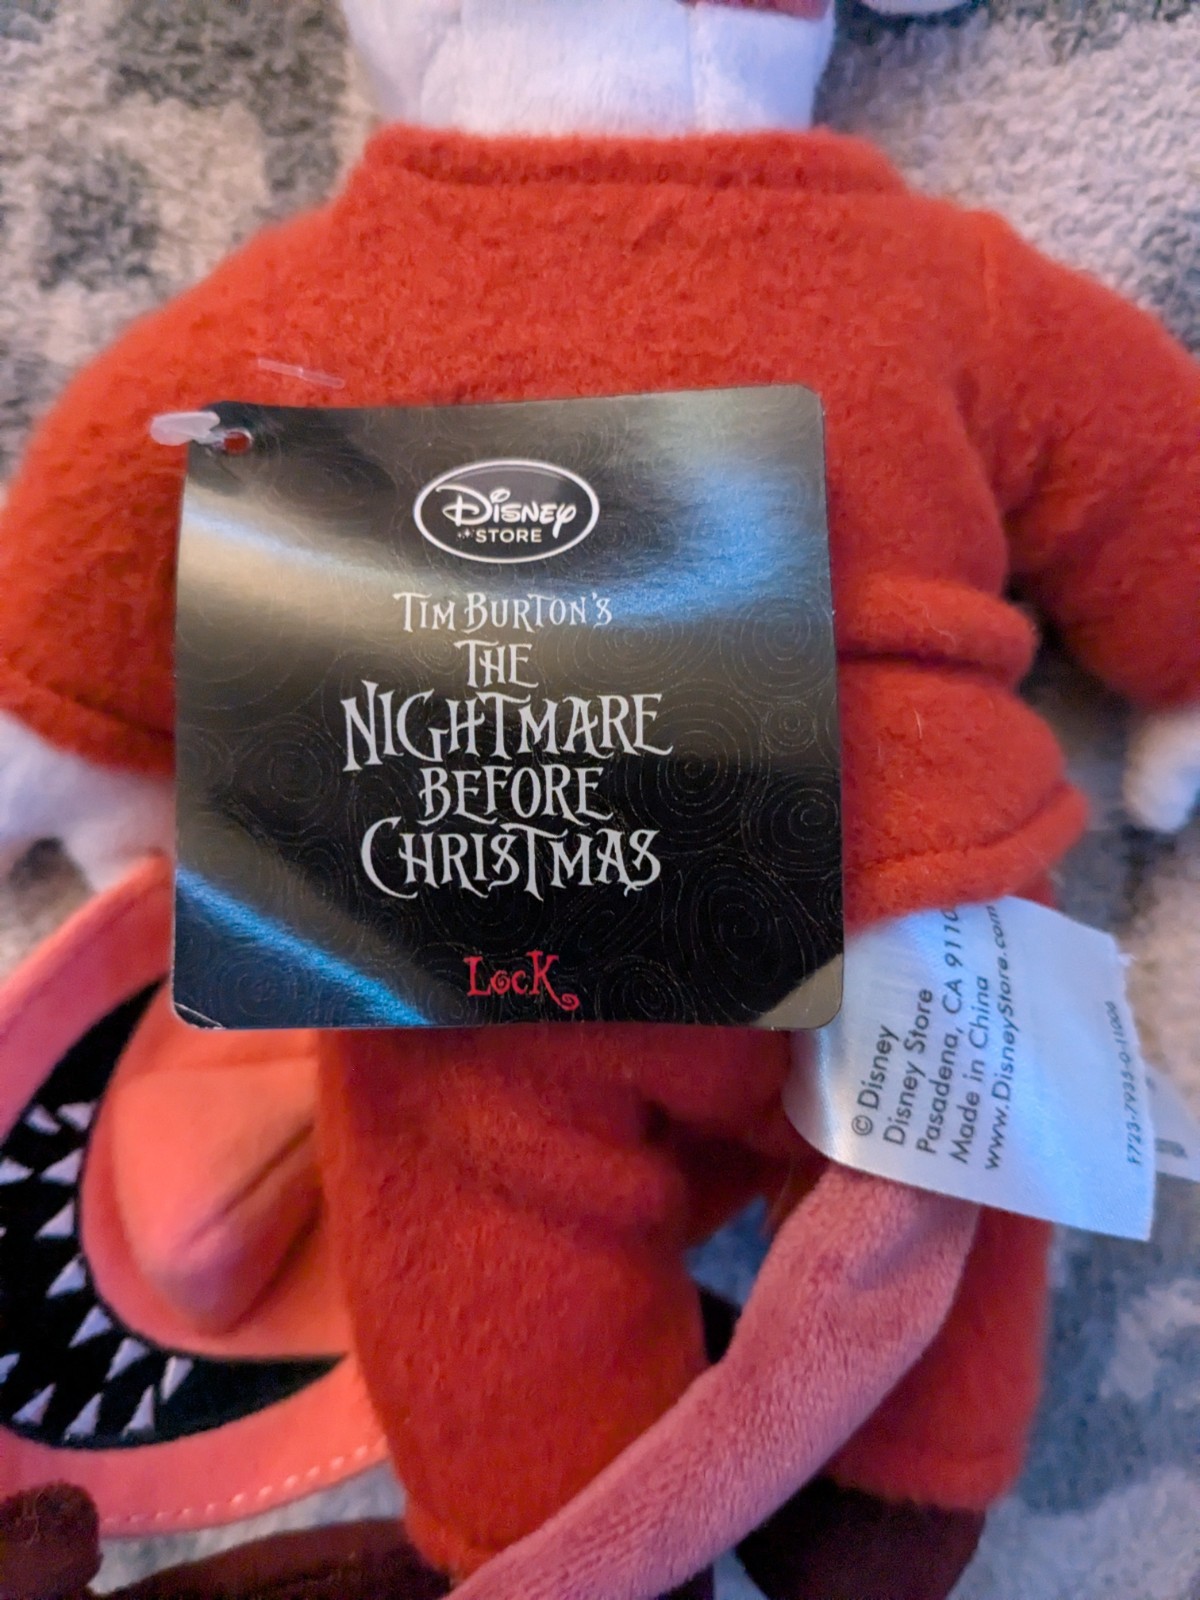 Disney
STORE
TIM BURTON'S
THE
NIGHTMARE
BEFORE
CHRISTMAS
LOCK
© Disney
Disney Store
Pasadena, CA 9110
Made in China
www.DisneyStore.com